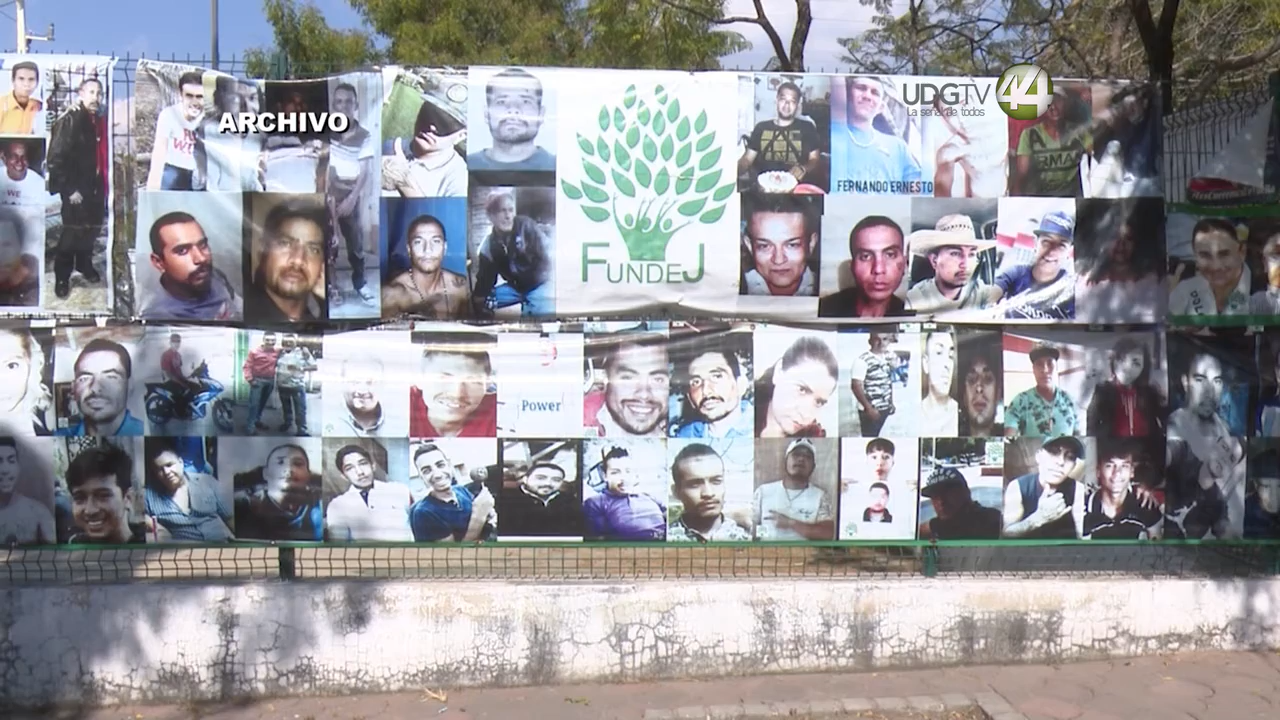 UDGTV 44
La señal de todos
ARCHIVO
FERNANDO ERNESTO
FUNDEJ
Power